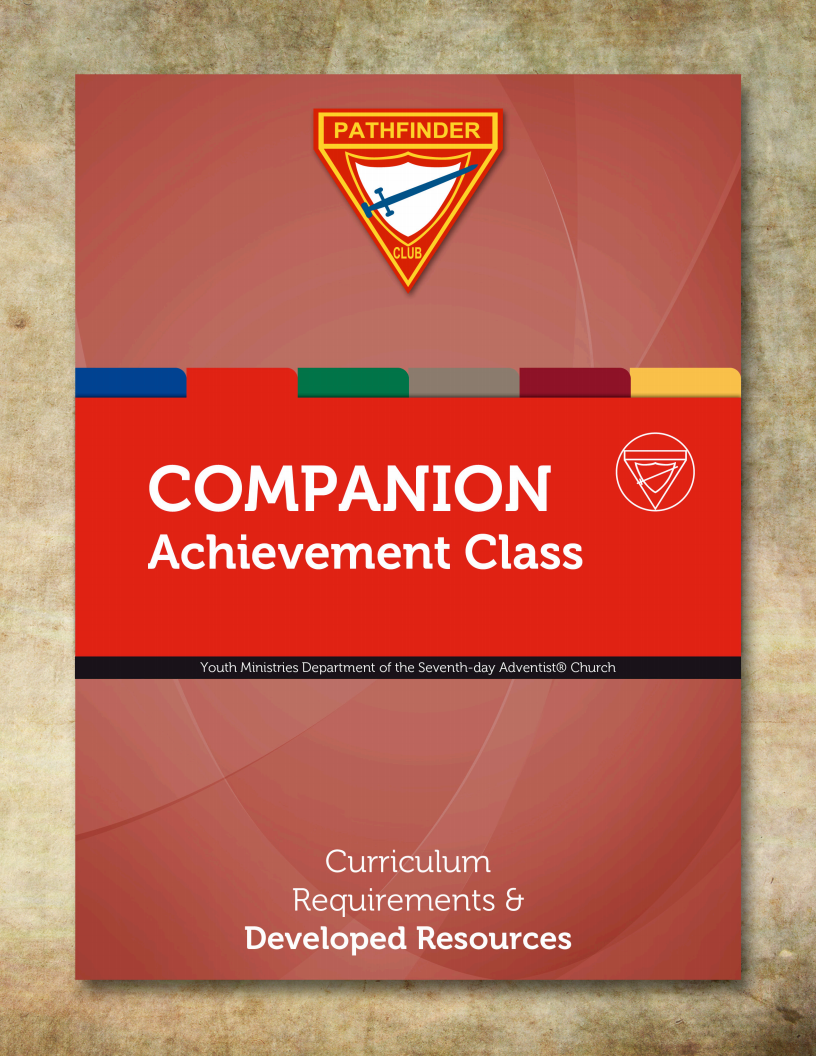 PATHFINDER
CLUB
COMPANION
Achievement Class
Youth Ministries Department of the Seventh-day Adventist® Church
Curriculum
Requirements &
Developed Resources